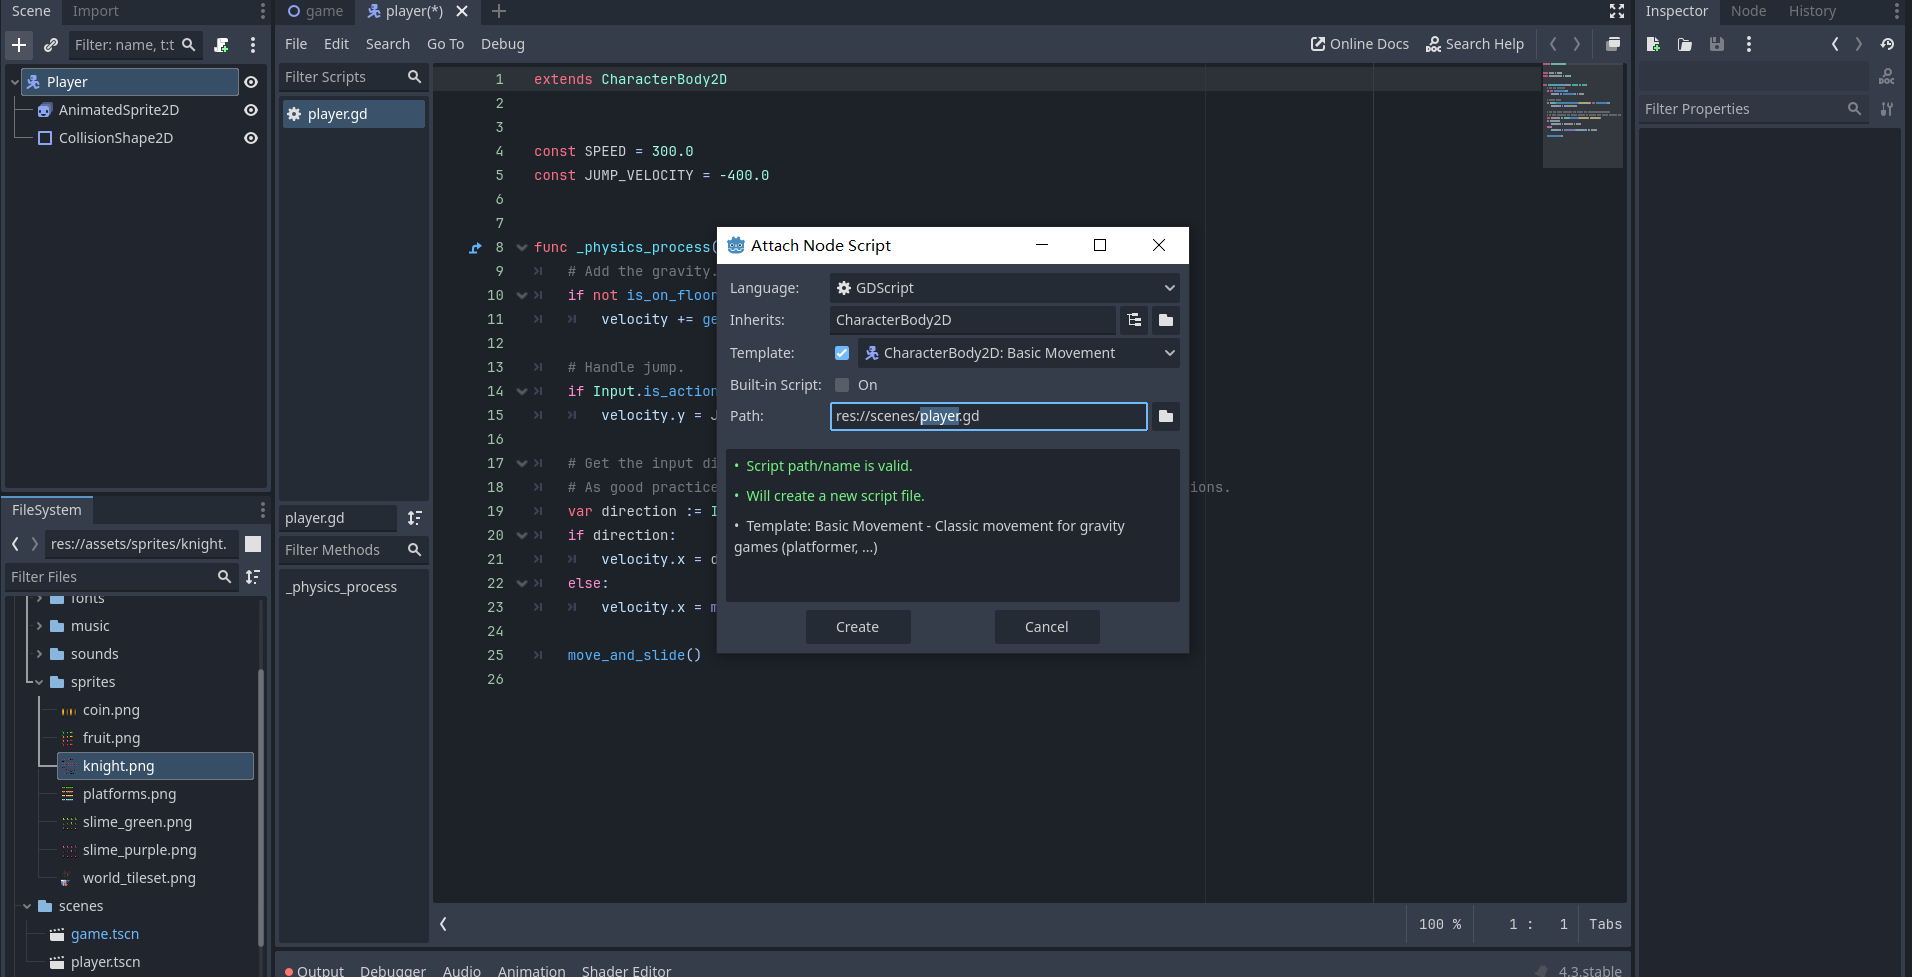 Scene Import
Filter: name, t:t
Player
AnimatedSprite2D
CollisionShape2D
FileSystem
res://assets/sprites/knight.
Filter Files
fonts
music
sounds
sprites
coin.png
fruit.png
knight.png
platforms.png
slime_green.png
slime_purple.png
world_tileset.png
scenes
game.tscn
player.tscn
game player(*)
File Edit Search Go To Debug
Online Docs Search Help
Filter Scripts
player.gd
player.gd
Filter Methods
_physics_process
1 extends CharacterBody2D
2
3
4 const SPEED = 300.0
5 const JUMP_VELOCITY = -400.0
6
7
8 func _physics_process(
9 # Add the gravity.
10 if not is_on_floor
11 velocity += ge
12
13 # Handle jump.
14 if Input.is_action
15 velocity.y = J
16
17 # Get the input di
18 # As good practice ions.
19 var direction := I
20 if direction:
21 velocity.x = d
22 else:
23 velocity.x = m
24
25 move_and_slide()
26
Attach Node Script
Language: GDScript
Inherits: CharacterBody2D
Template: CharacterBody2D: Basic Movement
Built-in Script: On
Path: res://scenes/player.gd
• Script path/name is valid.
• Will create a new script file.
• Template: Basic Movement - Classic movement for gravity
games (platformer, ...)
Create Cancel
100 % 1 : 1 Tabs
Output Debugger Audio Animation Shader Editor
4.3.stable
Inspector Node History
DOC
Filter Properties